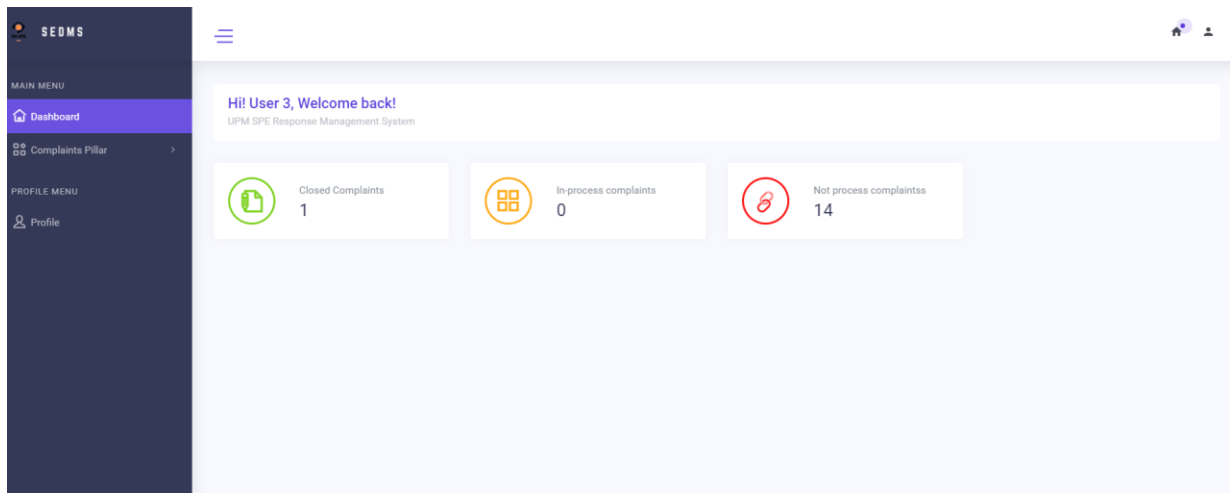 SEDMS
MAIN MENU
Dashboard
Complaints Pillar
PROFILE MENU
Profile
Hi! User 3, Welcome back!
UPM SPE Response Management System
Closed Complaints
1
In-process complaints
0
Not process complaintss
14